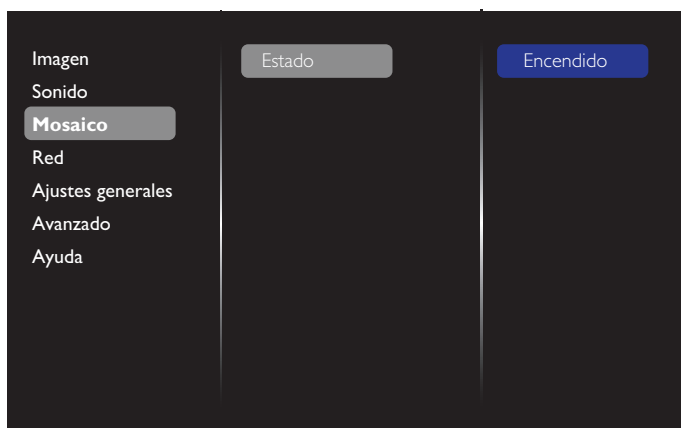 Imagen
Sonido
Mosaico
Red
Ajustes generales
Avanzado
Ayuda
Estado
Encendido